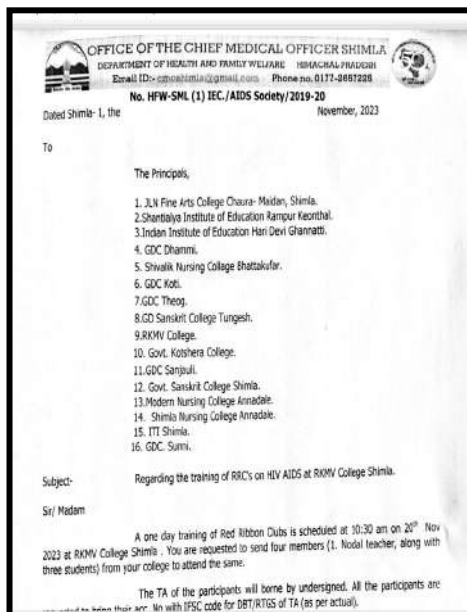 OFFICE OF THE CHIEF MEDICAL OFFICER SHIMLA
DEPARTMENT OF HEALTH AND FAMILY WELFARE HIMACHAL PRADESH
Email ID:- cmoshimla@gmail.com Phone no. 0177-2657225
No. HFW-SML (1) IEC./AIDS Society/2019-20
Dated Shimla- 1, the November, 2023
To
The Principals,
1. JLN Fine Arts College Chaura- Maidan, Shimla.
2.Shantialya Institute of Education Rampur Keonthal.
3.Indian Institute of Education Hari Devi Ghannatti.
4. GDC Dhammi.
5. Shivalik Nursing Collage Bhattakufar.
6. GDC Koti.
7.GDC Theog.
8.GD Sanskrit College Tungesh.
9.RKMV College.
10. Govt. Kotshera College.
11.GDC Sanjauli.
12. Govt. Sanskrit College Shimla.
13.Modern Nursing College Annadale.
14. Shimla Nursing College Annadale.
15. ITI Shimla.
16. GDC. Sunni.
Subject- Regarding the training of RRC's on HIV AIDS at RKMV College Shimla.
Sir/ Madam
A one day training of Red Ribbon Clubs is scheduled at 10:30 am on 20th Nov
2023 at RKMV College Shimla . You are requested to send four members (1. Nodal teacher, along with
three students) from your college to attend the same.
The TA of the participants will borne by undersigned. All the participants are
to bring their acc. No with IFSC code for DBT/RTGS of TA (as per actual).